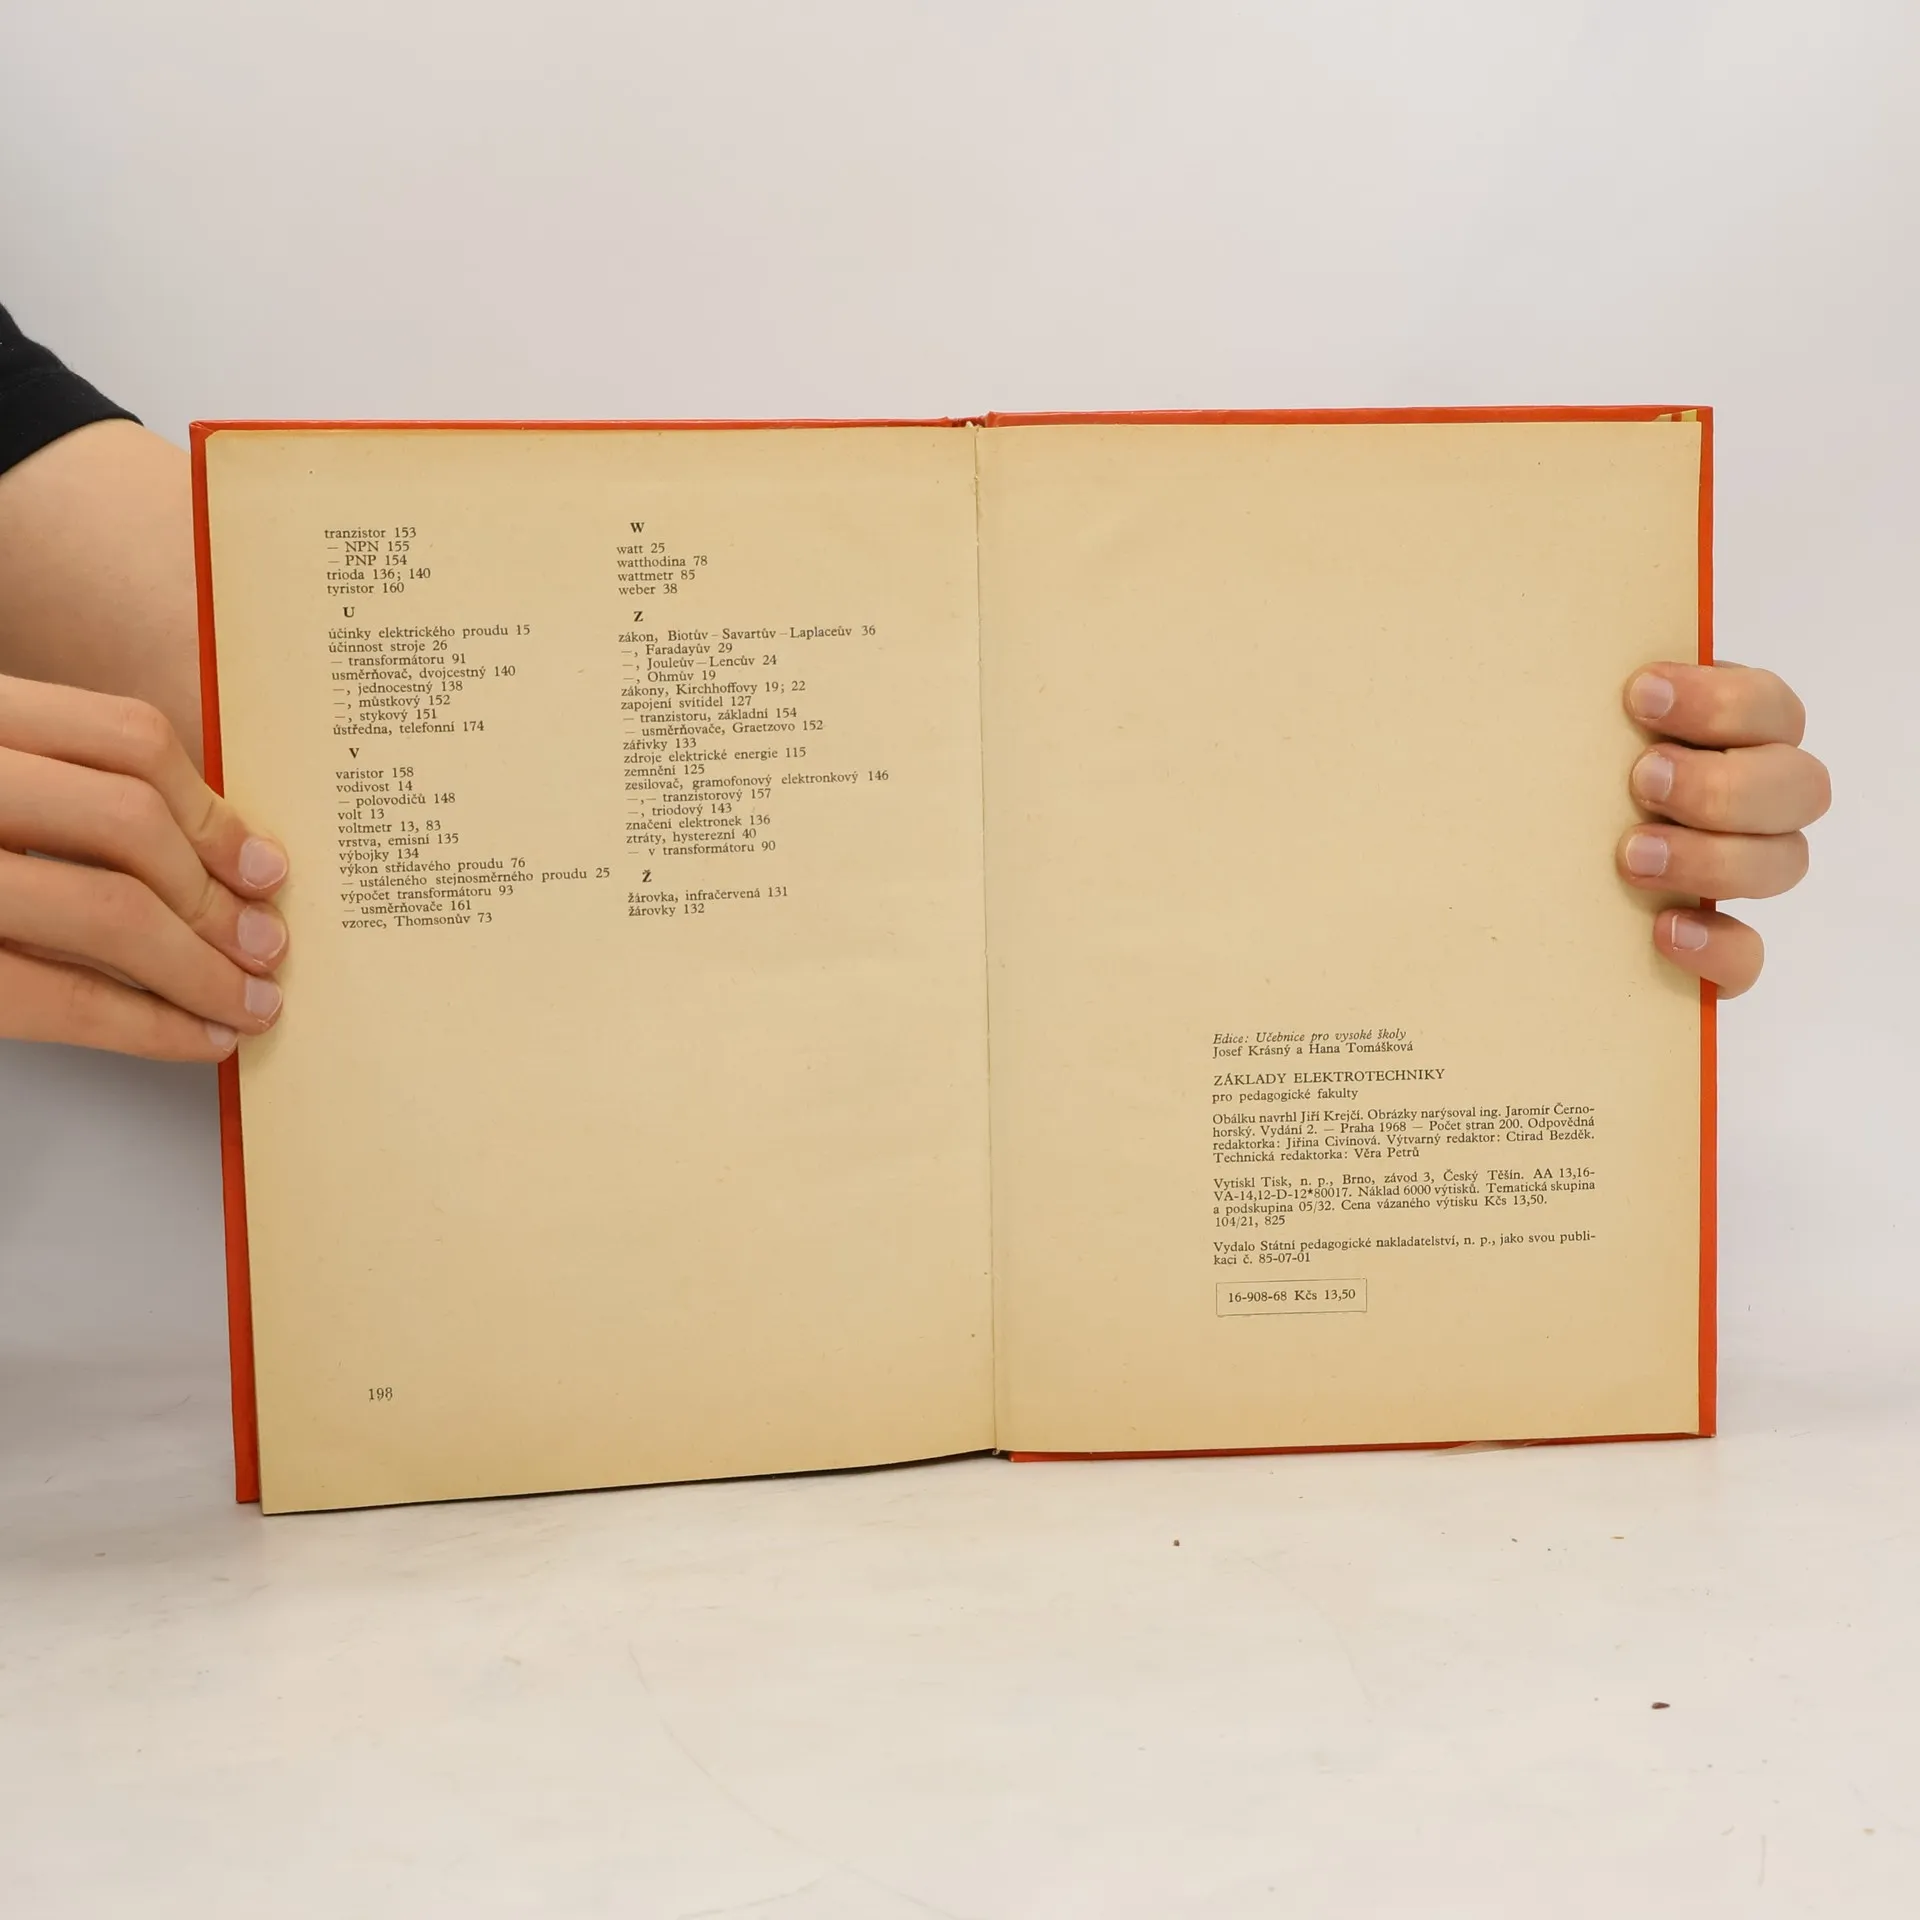 tranzistor 153
— NPN 155
— PNP 154
trioda 136; 140
tyristor 160
U
účinky elektrického proudu 15
účinnost stroje 26
— transformátoru 91
usměrňovač, dvojcestný 140
—, jednocestný 138
—, můstkový 152
—, stykový 151
ústředna, telefonní 174
V
varistor 158
vodivost 14
— polovodičů 148
volt 13
voltmetr 13, 83
vrstva, emisní 135
výbojky 134
výkon střídavého proudu 76
— ustáleného stejnosměrného proudu 25
výpočet transformátoru 93
— usměrňovače 161
vzorec, Thomsonův 73
W
watt 25
watthodina 78
wattmetr 85
weber 38
Z
zákon, Biotův – Savartův – Laplaceův 36
—, Faradayův 29
—, Jouleův—Lencův 24
—, Ohmův 19
zákony, Kirchhoffovy 19; 22
zapojení svítidel 127
— tranzistoru, základní 154
— usměrňovače, Graetzovo 152
zářivky 133
zdroje elektrické energie 115
zemnění 125
zesilovač, gramofonový elektronkový 146
—,— tranzistorový 157
—, triodový 143
značení elektronek 136
ztráty, hysterezní 40
— v transformátoru 90
Ž
žárovka, infračervená 131
žárovky 132
198
Edice: Učebnice pro vysoké školy
Josef Krásný a Hana Tomášková
ZÁKLADY ELEKTROTECHNIKY
pro pedagogické fakulty
Obálku navrhl Jiří Krejčí. Obrázky narýsoval ing. Jaromír Černo-
horský. Vydání 2. — Praha 1968 — Počet stran 200. Odpovědná
redaktorka: Jiřina Civínová. Výtvarný redaktor: Ctirad Bezděk.
Technická redaktorka: Věra Petrů
Vytiskl Tisk, n. p., Brno, závod 3, Český Těšín. AA 13,16-
VA-14,12-D-12*80017. Náklad 6000 výtisků. Tematická skupina
a podskupina 05/32. Cena vázaného výtisku Kčs 13,50.
104/21, 825
Vydalo Státní pedagogické nakladatelství, n. p., jako svou publi-
kaci č. 85-07-01
16-908-68 Kčs 13,50